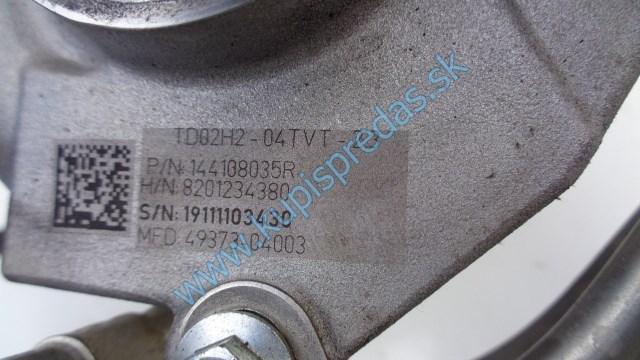 TD02H2-04TVT-
P/N:144108035R
H/N:8201234380
S/N:19111103430
MFD.49373-04003
www.kupispredas.sk